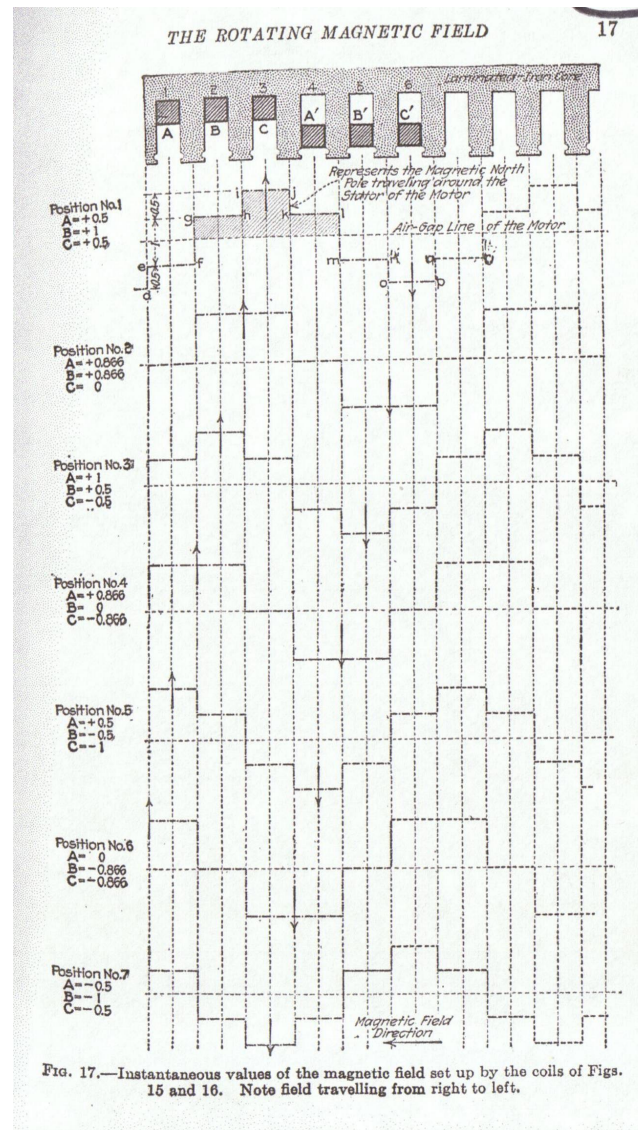 THE ROTATING MAGNETIC FIELD 17
Laminated-Iron Core
1 2 3 4 5 6
A B C A' B' C'
Represents the Magnetic North
Pole traveling around the
Stator of the Motor
Position No.1
A=+0.5
B=+1
C=+0.5
i j
g h k l
Air-Gap Line of the Motor
e f m
d o p
Position No.2
A=+0.866
B=+0.866
C= 0
Position No.3
A=+1
B=+0.5
C=-0.5
Position No.4
A=+0.866
B= 0
C=-0.866
Position No.5
A=+0.5
B=-0.5
C=-1
Position No.6
A= 0
B=-0.866
C=-0.866
Position No.7
A=-0.5
B=-1
C=-0.5
Magnetic Field
Direction
FIG. 17.—Instantaneous values of the magnetic field set up by the coils of Figs.
15 and 16. Note field travelling from right to left.